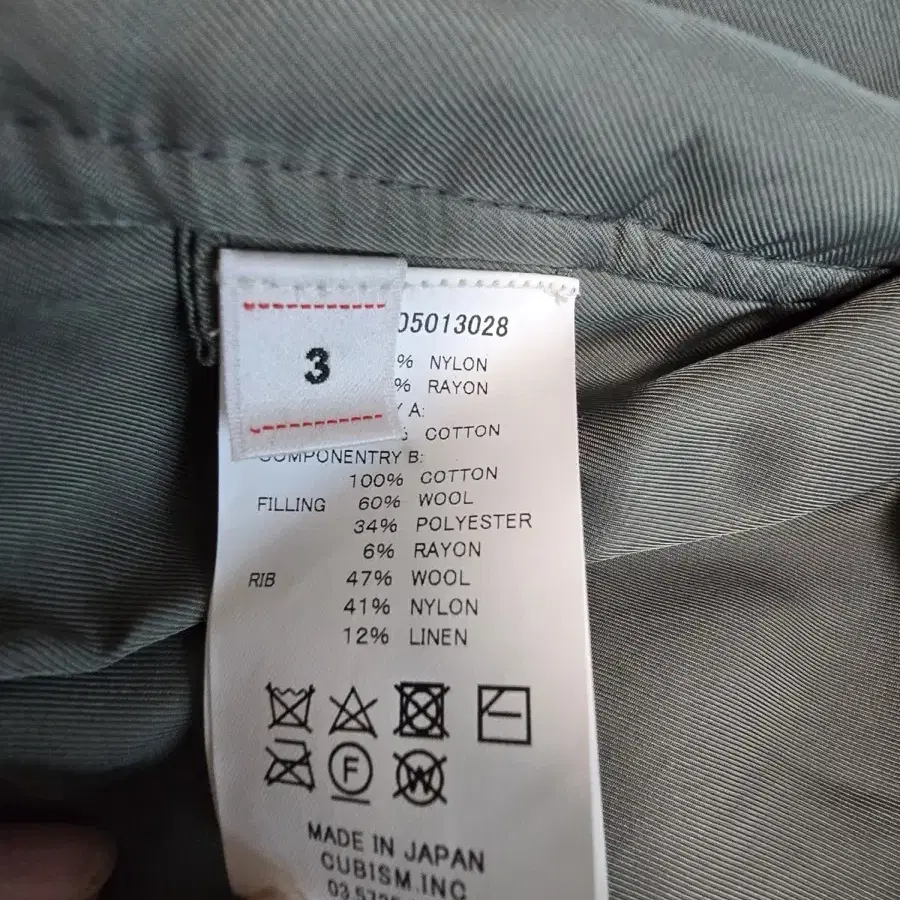 3
05013028
% NYLON
% RAYON
A:
COTTON
COMPONENTRY B:
100% COTTON
FILLING 60% WOOL
34% POLYESTER
6% RAYON
RIB 47% WOOL
41% NYLON
12% LINEN
F
W
MADE IN JAPAN
CUBISM.INC